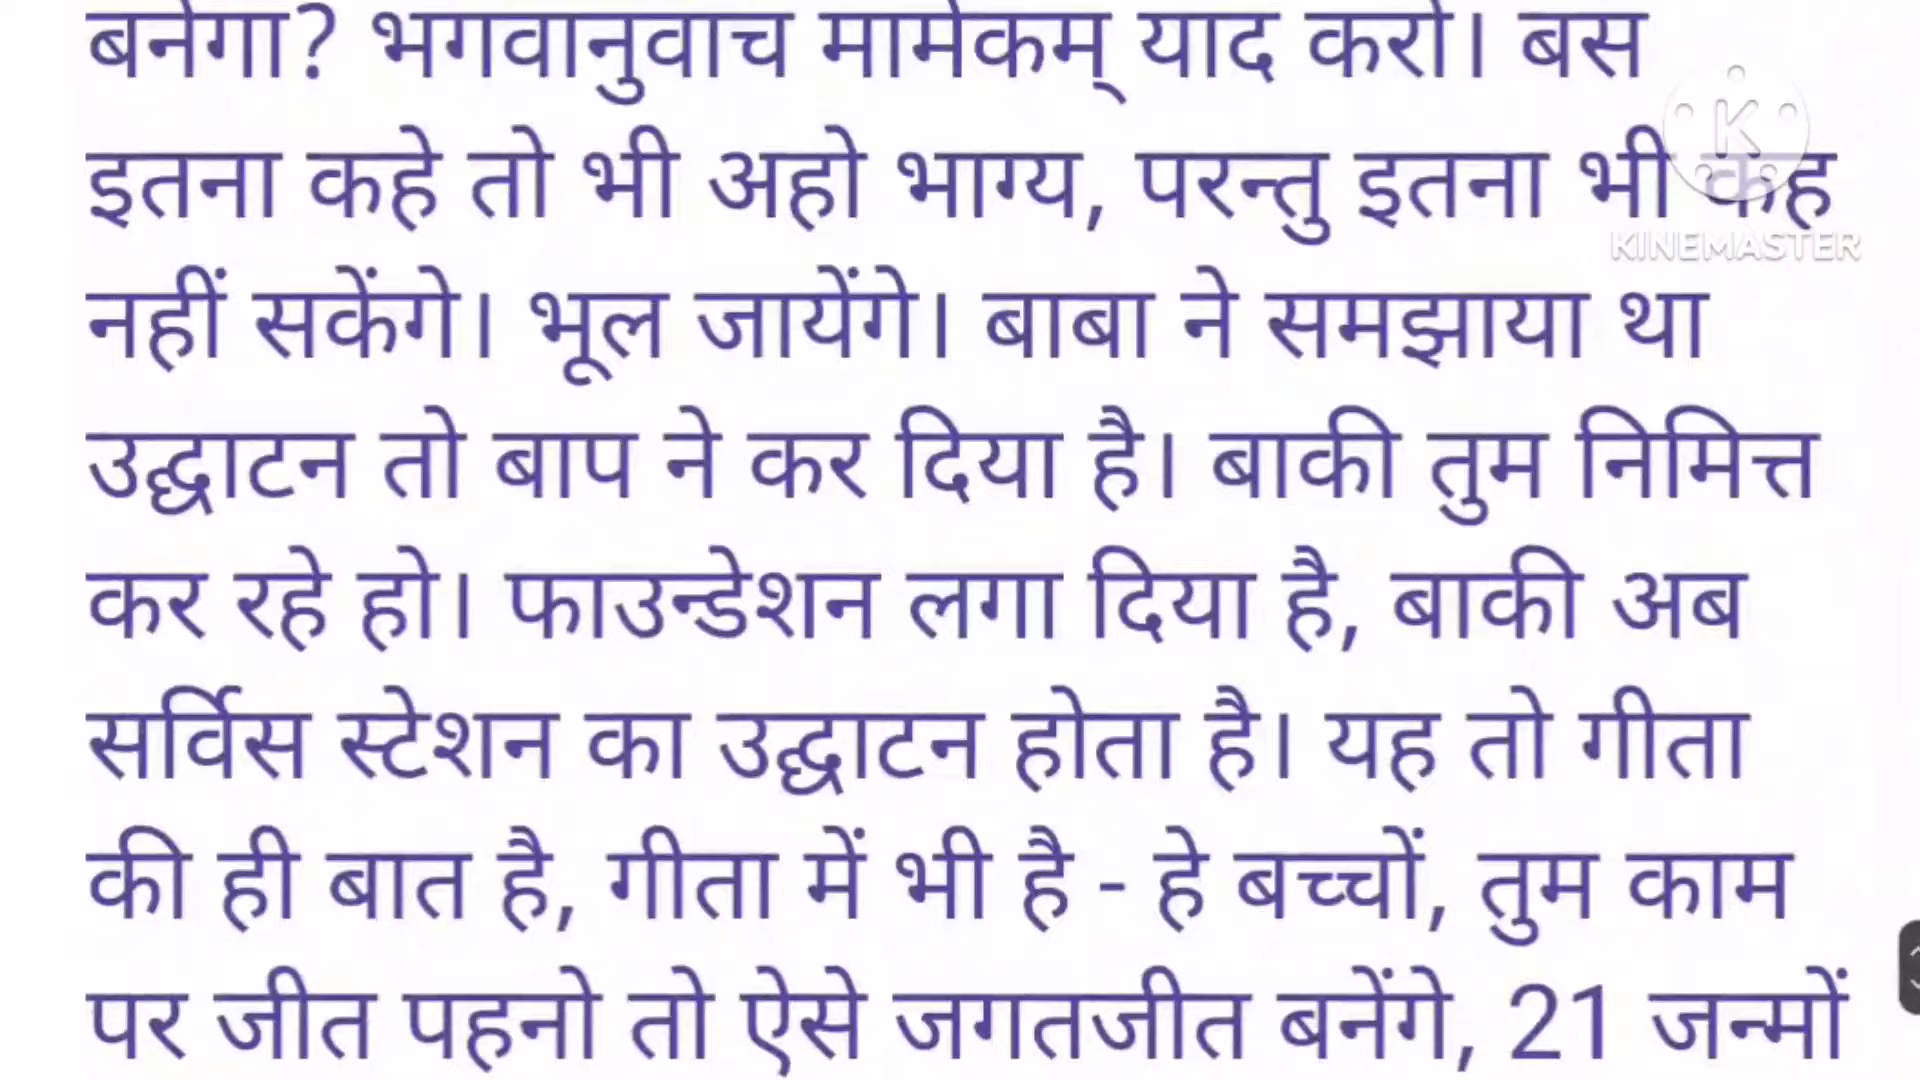 बनेगा? भगवानुवाच मामेकम् याद करो। बस
इतना कहे तो भी अहो भाग्य, परन्तु इतना भी कह
KINEMASTER
नहीं सकेंगे। भूल जायेंगे। बाबा ने समझाया था
उद्घाटन तो बाप ने कर दिया है। बाकी तुम निमित्त
कर रहे हो। फाउन्डेशन लगा दिया है, बाकी अब
सर्विस स्टेशन का उद्घाटन होता है। यह तो गीता
की ही बात है, गीता में भी है - हे बच्चों, तुम काम
पर जीत पहनो तो ऐसे जगतजीत बनेंगे, 21 जन्मों